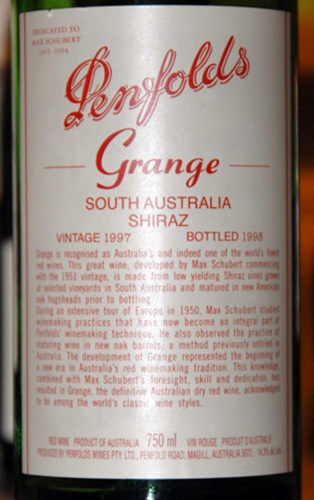 DEDICATED TO
MAX SCHUBERT
1915-1994
Penfolds
Grange
SOUTH AUSTRALIA
SHIRAZ
VINTAGE 1997 BOTTLED 1998
Grange is recognised as Australia's and indeed one of the world's finest
red wines. This great wine, developed by Max Schubert commencing
with the 1951 vintage, is made from low yielding Shiraz vines grown
at selected vineyards in South Australia and matured in new American
oak hogsheads prior to bottling.
During an extensive tour of Europe in 1950, Max Schubert studied
winemaking practices that have now become an integral part of
Penfolds' winemaking technique. He also observed the practice of
maturing wine in new oak barrels, a method previously untried in
Australia. The development of Grange represented the beginning of
a new era in Australia's red winemaking tradition. This knowledge,
combined with Max Schubert's foresight, skill and dedication, has
resulted in Grange, the definitive Australian dry red wine, acknowledged
to be among the world's classic wine styles.
RED WINE PRODUCT OF AUSTRALIA 750 ml VIN ROUGE PRODUIT D'AUSTRALIE
PRODUCED BY PENFOLDS WINES PTY. LTD., PENFOLD ROAD, MAGILL, AUSTRALIA 5072.